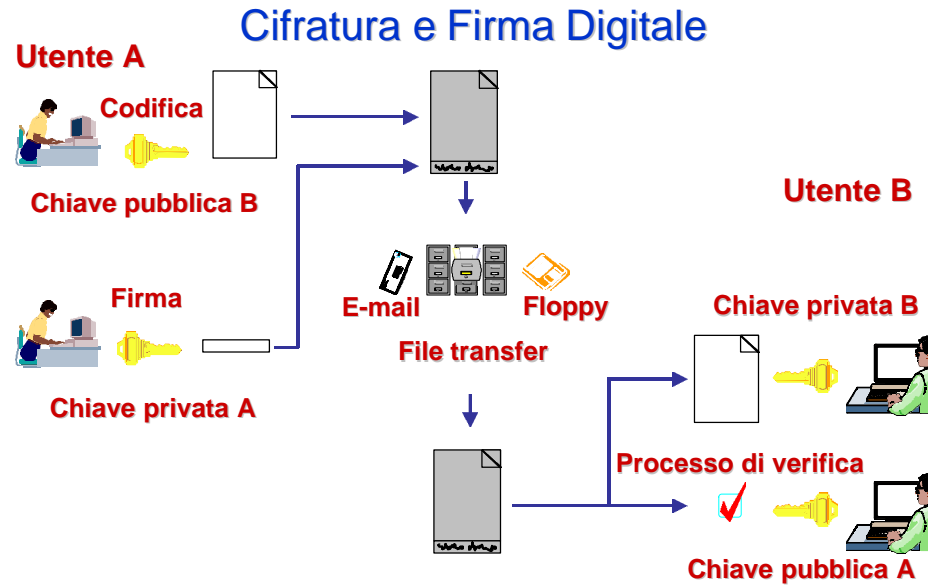 Cifratura e Firma Digitale
Utente A
Codifica
Chiave pubblica B
Utente B
Firma
E-mail
Floppy
Chiave privata B
File transfer
Chiave privata A
Processo di verifica
Chiave pubblica A